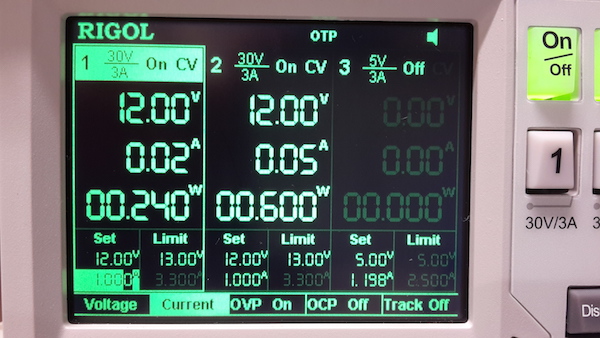 RIGOL OTP
1 30V/3A On CV 2 30V/3A On CV 3 5V/3A Off CV
12.00V 12.00V 0.00V
0.02A 0.05A 0.00A
00.240W 00.600W 00.000W
Set Limit Set Limit Set Limit
12.00V 13.00V 12.00V 13.00V 5.00V 5.00V
1.000A 3.300A 1.000A 3.300A 1.198A 2.500A
Voltage Current OVP On OCP Off Track Off
On/Off
1
30V/3A 3
Dis